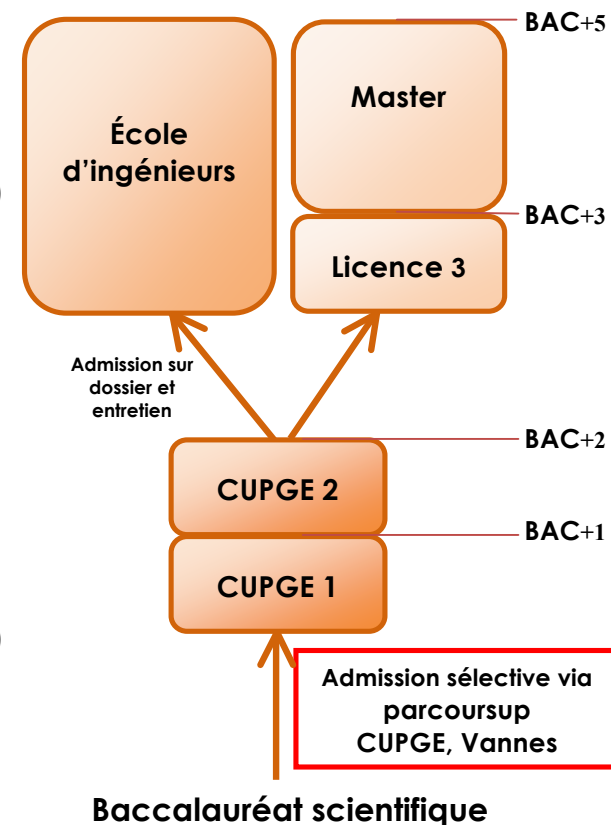 BAC+5
Master
École
d'ingénieurs
BAC+3
Licence 3
Admission sur
dossier et
entretien
BAC+2
CUPGE 2
BAC+1
CUPGE 1
Admission sélective via
parcoursup
CUPGE, Vannes
Baccalauréat scientifique